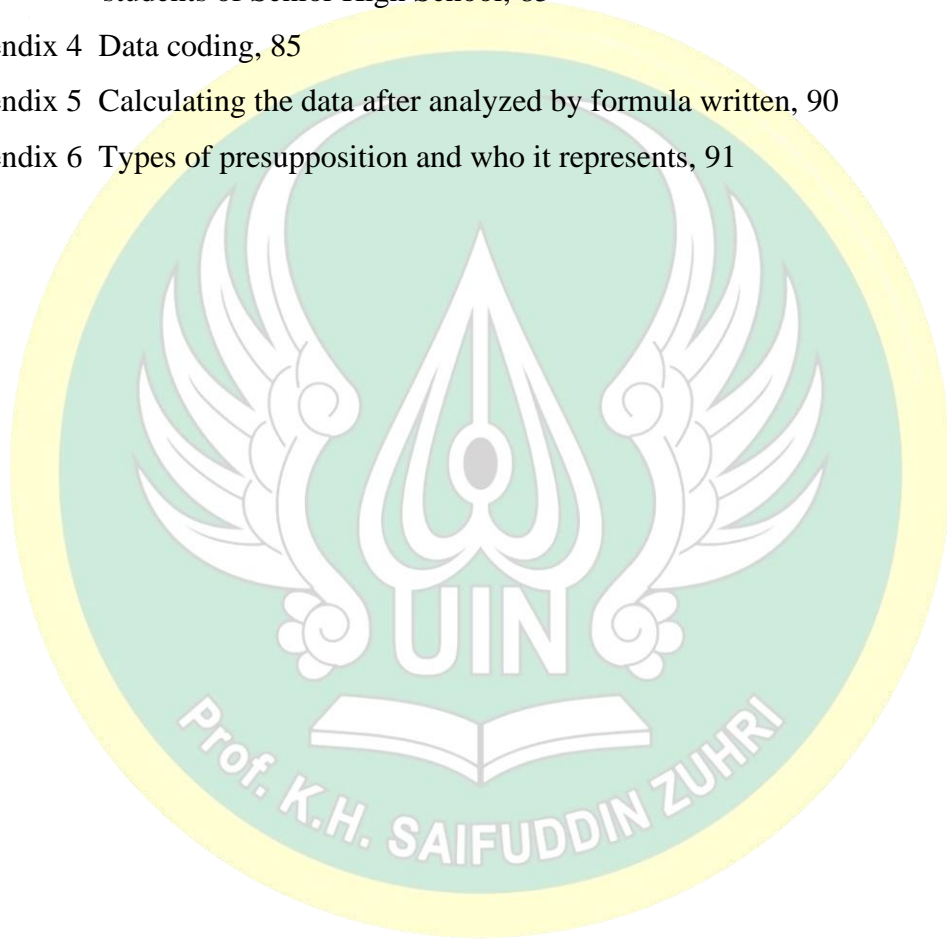 students of Senior High School, 83
endix 4 Data coding, 85
endix 5 Calculating the data after analyzed by formula written, 90
endix 6 Types of presupposition and who it represents, 91
UIN
Prof. K.H. SAIFUDDIN ZUHRI